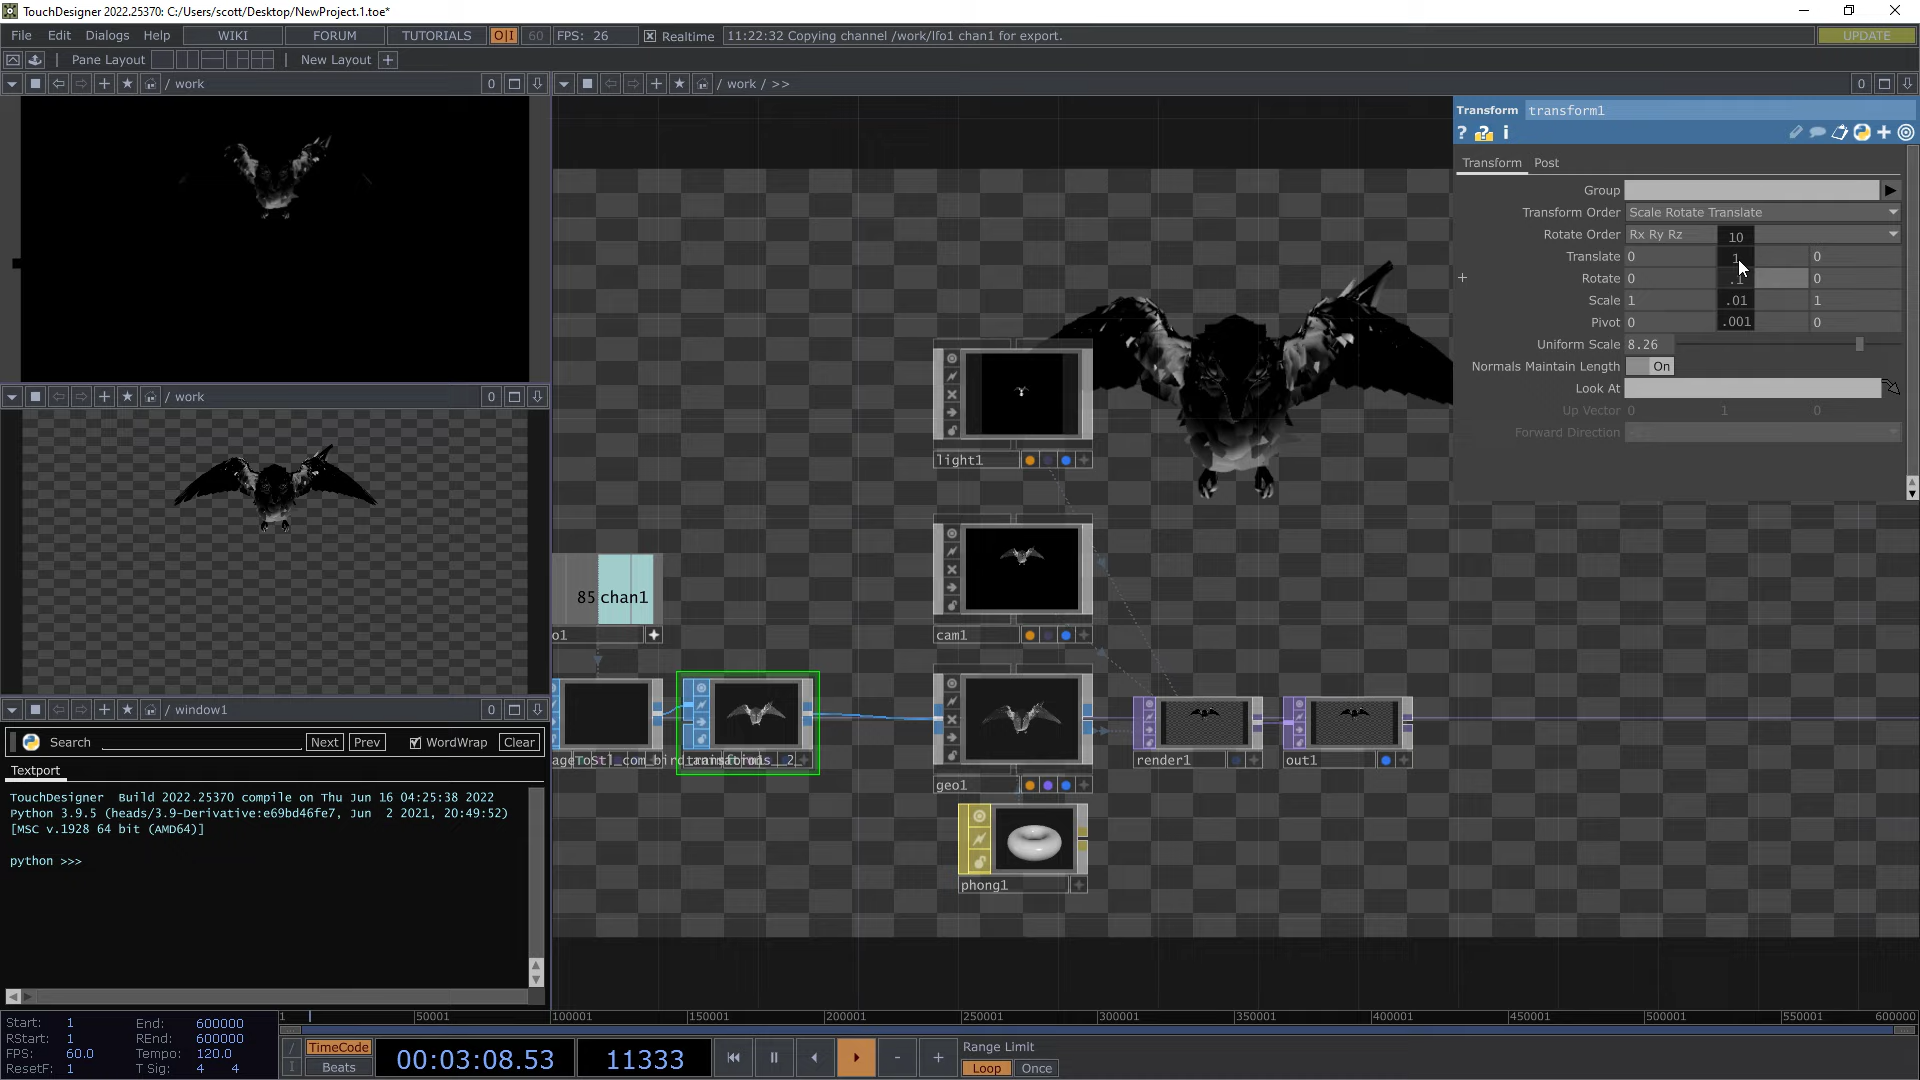 TouchDesigner 2022.25370: C:/Users/scott/Desktop/NewProject.1.toe*
File Edit Dialogs Help WIKI FORUM TUTORIALS O|I 60 FPS: 26 Realtime 11:22:32 Copying channel /work/lfo1 chan1 for export. UPDATE
Pane Layout New Layout +
/ work 0
/ work / >> 0
Transform transform1
? i
Transform Post
Group
Transform Order Scale Rotate Translate
Rotate Order Rx Ry Rz
10
Translate 0 1 0
Rotate 0 .1 0
Scale 1 .01 1
Pivot 0 .001 0
Uniform Scale 8.26
Normals Maintain Length On
Look At
Up Vector 0 1 0
Forward Direction
/ work 0
light1
cam1
85 chan1
o1
geo1
render1
out1
phong1
/ window1 0
Search Next Prev WordWrap Clear
Textport
TouchDesigner Build 2022.25370 compile on Thu Jun 16 04:25:38 2022
Python 3.9.5 (heads/3.9-Derivative:e69bd46fe7, Jun 2 2021, 20:49:52)
[MSC v.1928 64 bit (AMD64)]
python >>>
1 50001 100001 150001 200001 250001 300001 350001 400001 450001 500001 550001 600000
Start: 1 End: 600000
RStart: 1 REnd: 600000
FPS: 60.0 Tempo: 120.0
ResetF: 1 T Sig: 4 4
TimeCode
Beats
00:03:08.53 11333
Range Limit
Loop Once